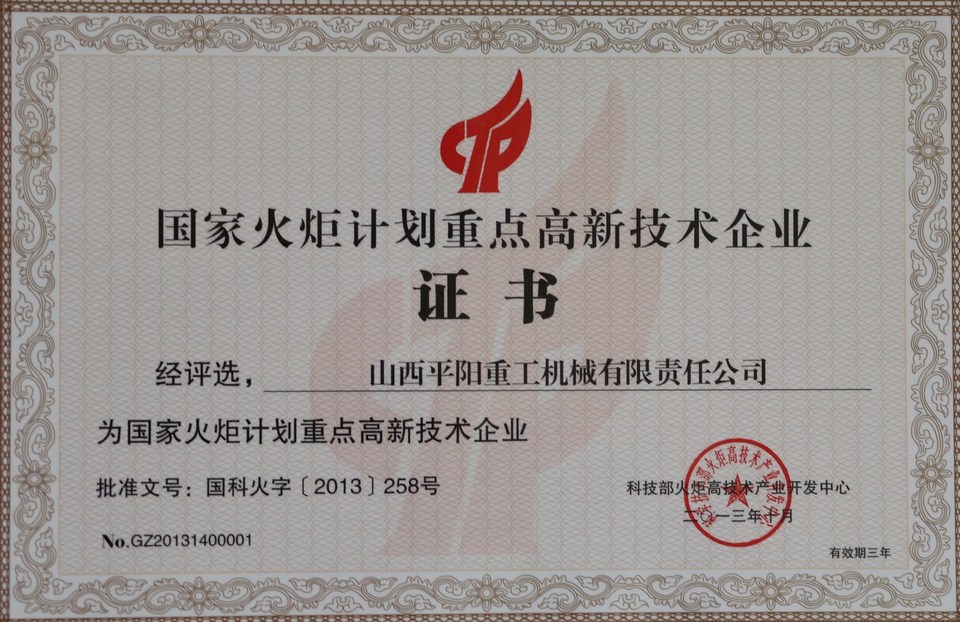 国家火炬计划重点高新技术企业
证书
经评选，山西平阳重工机械有限责任公司
为国家火炬计划重点高新技术企业
批准文号：国科火字〔2013〕258号
科技部火炬高技术产业开发中心
二〇一三年十月
No.GZ20131400001
有效期三年